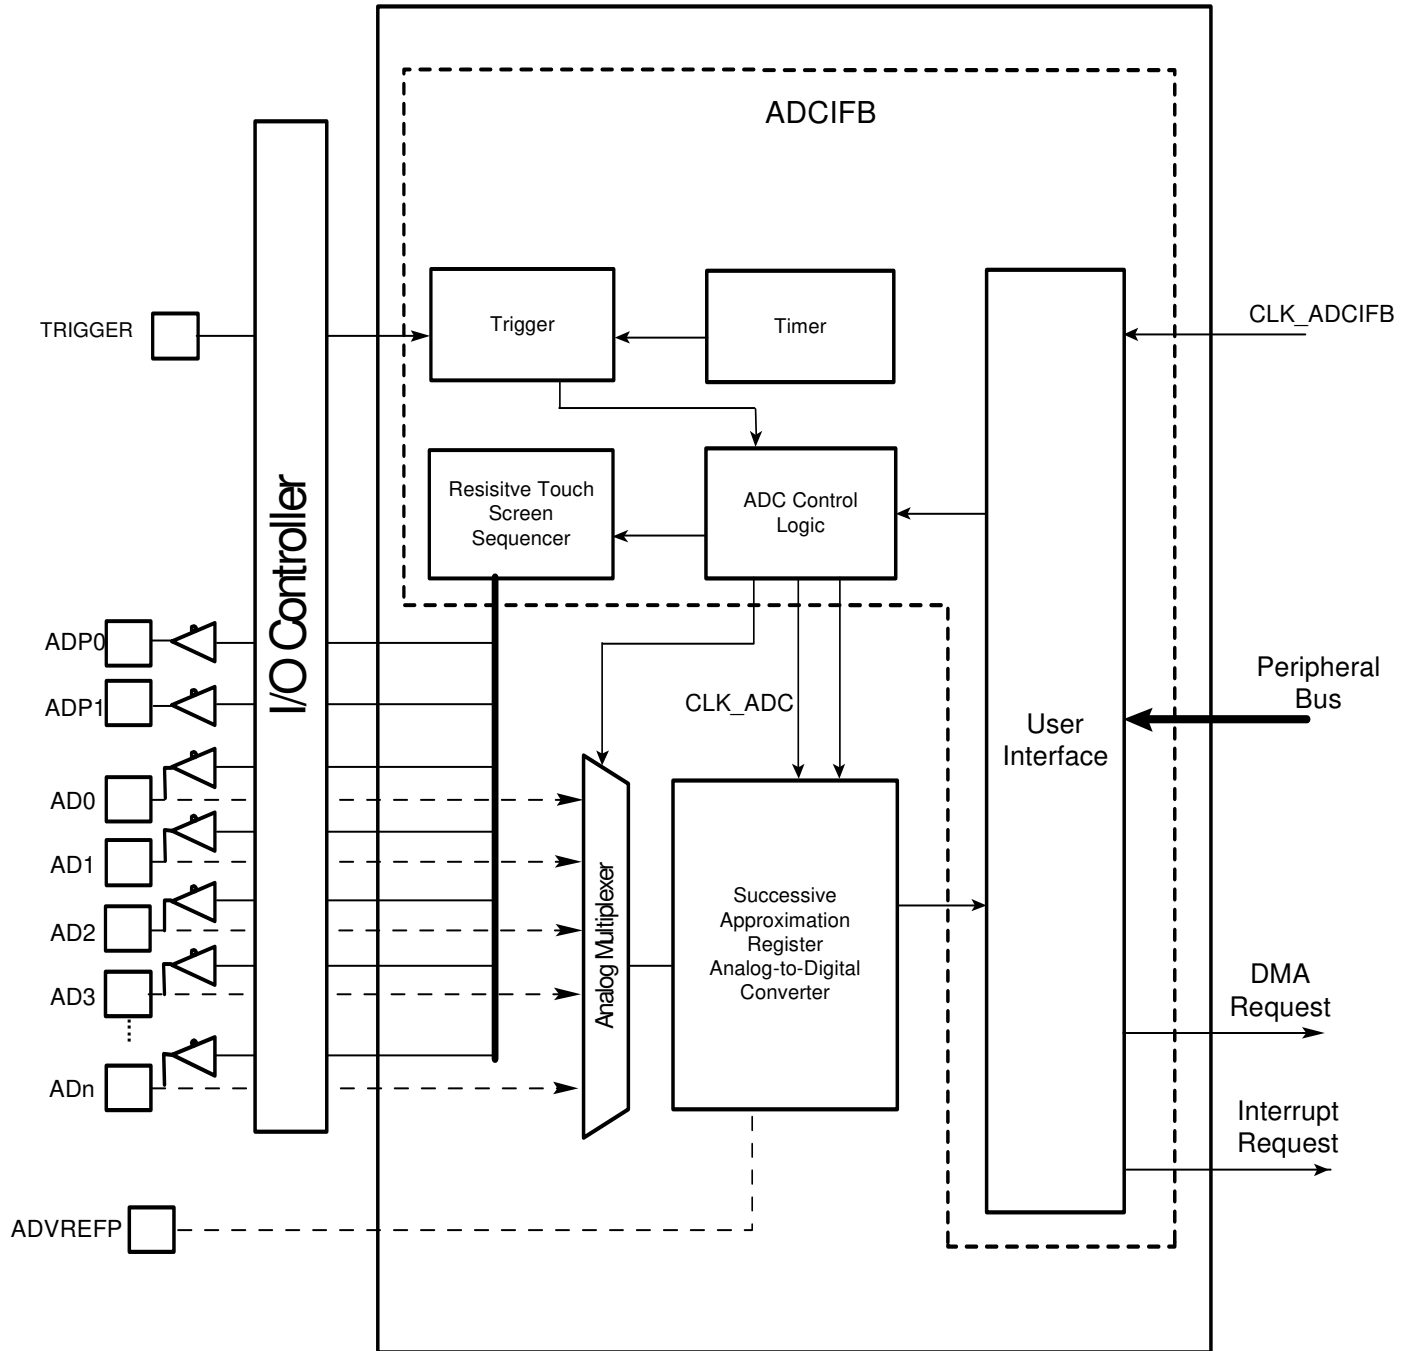 ADCIFB
TRIGGER
Trigger
Timer
CLK_ADCIFB
I/O Controller
Resisitve Touch
Screen
Sequencer
ADC Control
Logic
ADP0
ADP1
AD0
AD1
AD2
AD3
ADn
ADVREFP
CLK_ADC
Analog Multiplexer
Successive
Approximation
Register
Analog-to-Digital
Converter
User
Interface
Peripheral
Bus
DMA
Request
Interrupt
Request